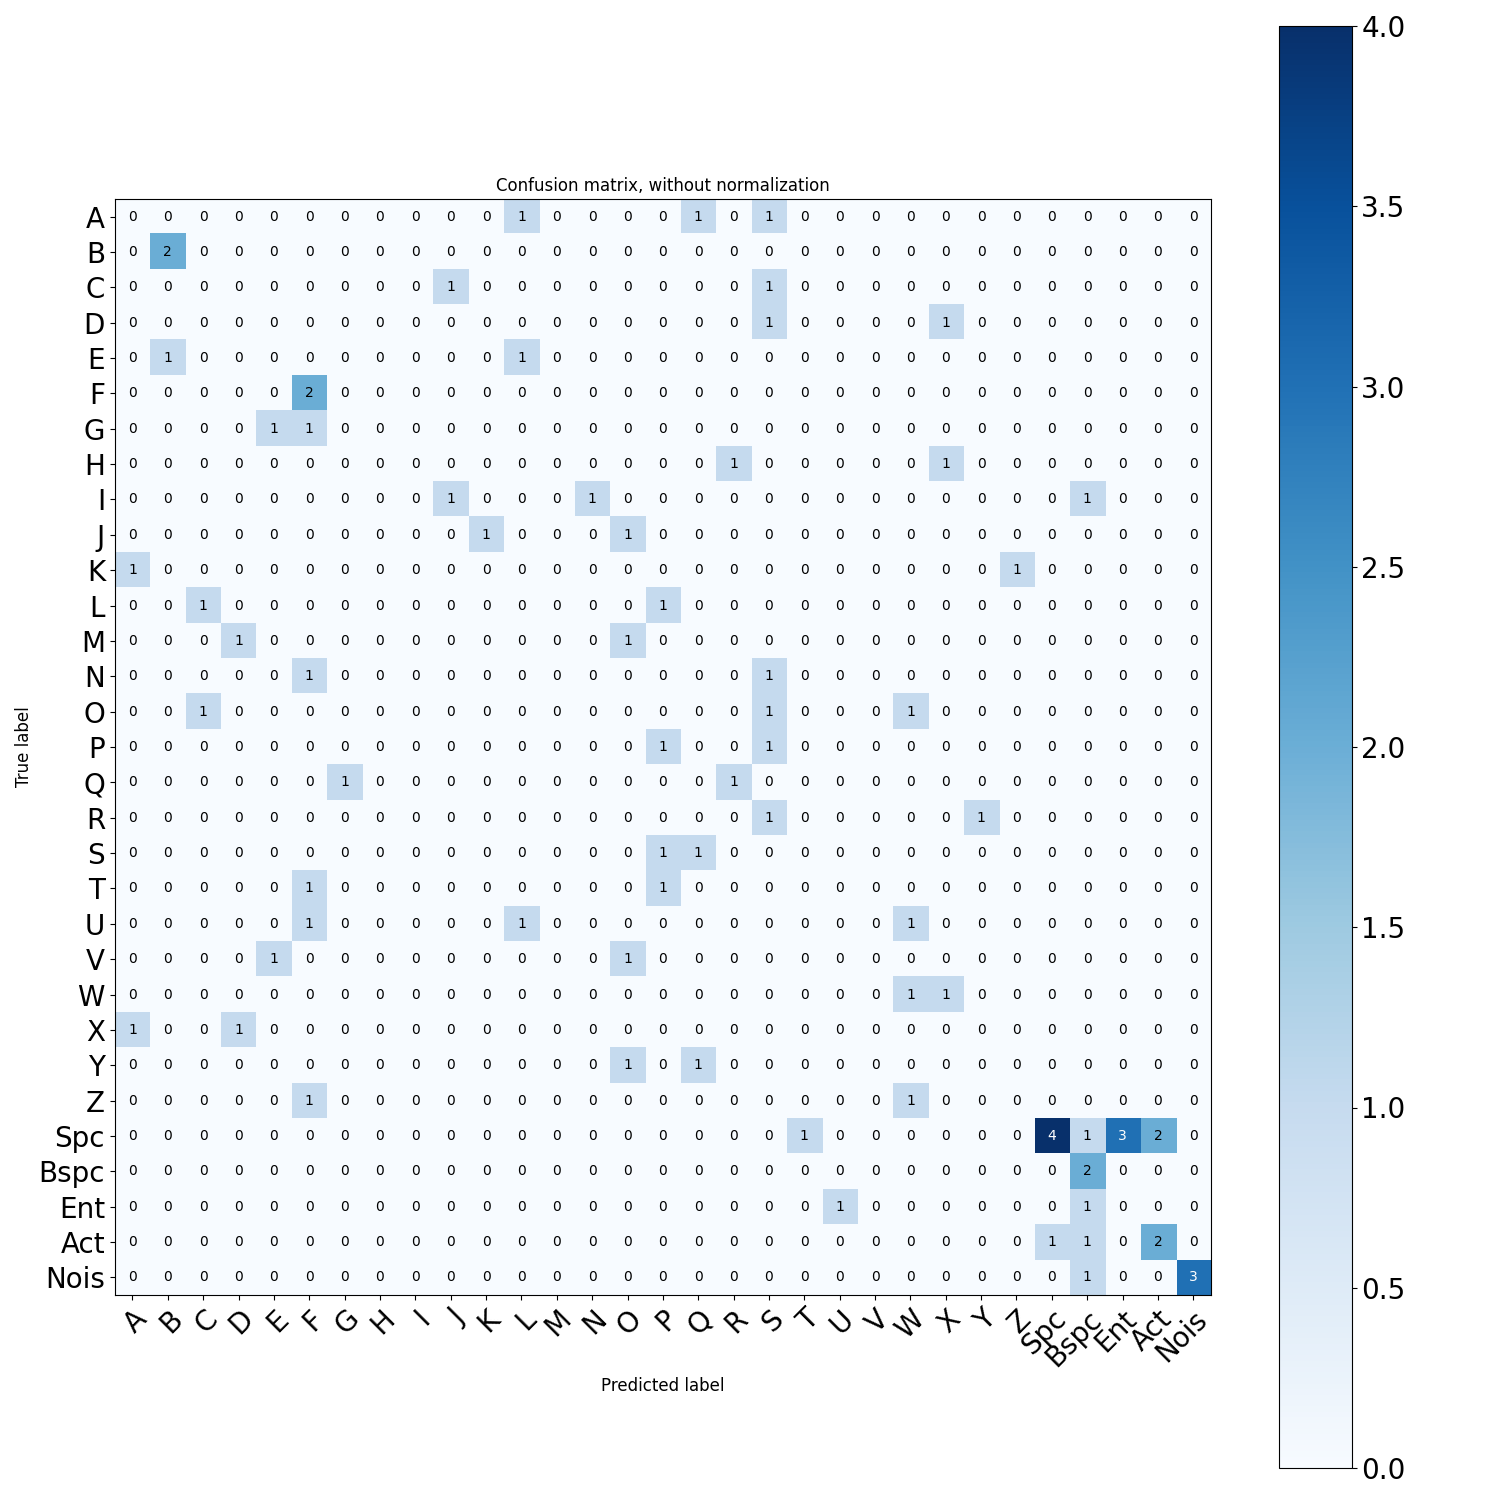 Confusion matrix, without normalization
A 0 0 0 0 0 0 0 0 0 0 0 1 0 0 0 0 1 0 1 0 0 0 0 0 0 0 0 0 0 0 0
B 0 2 0 0 0 0 0 0 0 0 0 0 0 0 0 0 0 0 0 0 0 0 0 0 0 0 0 0 0 0 0
C 0 0 0 0 0 0 0 0 0 1 0 0 0 0 0 0 0 0 1 0 0 0 0 0 0 0 0 0 0 0 0
D 0 0 0 0 0 0 0 0 0 0 0 0 0 0 0 0 0 0 1 0 0 0 0 1 0 0 0 0 0 0 0
E 0 1 0 0 0 0 0 0 0 0 0 1 0 0 0 0 0 0 0 0 0 0 0 0 0 0 0 0 0 0 0
F 0 0 0 0 0 2 0 0 0 0 0 0 0 0 0 0 0 0 0 0 0 0 0 0 0 0 0 0 0 0 0
G 0 0 0 0 1 1 0 0 0 0 0 0 0 0 0 0 0 0 0 0 0 0 0 0 0 0 0 0 0 0 0
H 0 0 0 0 0 0 0 0 0 0 0 0 0 0 0 0 0 1 0 0 0 0 0 1 0 0 0 0 0 0 0
I 0 0 0 0 0 0 0 0 0 1 0 0 0 1 0 0 0 0 0 0 0 0 0 0 0 0 0 1 0 0 0
J 0 0 0 0 0 0 0 0 0 0 1 0 0 0 1 0 0 0 0 0 0 0 0 0 0 0 0 0 0 0 0
K 1 0 0 0 0 0 0 0 0 0 0 0 0 0 0 0 0 0 0 0 0 0 0 0 0 1 0 0 0 0 0
L 0 0 1 0 0 0 0 0 0 0 0 0 0 0 0 1 0 0 0 0 0 0 0 0 0 0 0 0 0 0 0
M 0 0 0 1 0 0 0 0 0 0 0 0 0 0 1 0 0 0 0 0 0 0 0 0 0 0 0 0 0 0 0
N 0 0 0 0 0 1 0 0 0 0 0 0 0 0 0 0 0 0 1 0 0 0 0 0 0 0 0 0 0 0 0
O 0 0 1 0 0 0 0 0 0 0 0 0 0 0 0 0 0 0 1 0 0 0 1 0 0 0 0 0 0 0 0
P 0 0 0 0 0 0 0 0 0 0 0 0 0 0 0 1 0 0 1 0 0 0 0 0 0 0 0 0 0 0 0
Q 0 0 0 0 0 0 1 0 0 0 0 0 0 0 0 0 0 1 0 0 0 0 0 0 0 0 0 0 0 0 0
R 0 0 0 0 0 0 0 0 0 0 0 0 0 0 0 0 0 0 1 0 0 0 0 0 1 0 0 0 0 0 0
S 0 0 0 0 0 0 0 0 0 0 0 0 0 0 0 1 1 0 0 0 0 0 0 0 0 0 0 0 0 0 0
T 0 0 0 0 0 1 0 0 0 0 0 0 0 0 0 1 0 0 0 0 0 0 0 0 0 0 0 0 0 0 0
U 0 0 0 0 0 1 0 0 0 0 0 1 0 0 0 0 0 0 0 0 0 0 1 0 0 0 0 0 0 0 0
V 0 0 0 0 1 0 0 0 0 0 0 0 0 0 1 0 0 0 0 0 0 0 0 0 0 0 0 0 0 0 0
W 0 0 0 0 0 0 0 0 0 0 0 0 0 0 0 0 0 0 0 0 0 0 1 1 0 0 0 0 0 0 0
X 1 0 0 1 0 0 0 0 0 0 0 0 0 0 0 0 0 0 0 0 0 0 0 0 0 0 0 0 0 0 0
Y 0 0 0 0 0 0 0 0 0 0 0 0 0 0 1 0 1 0 0 0 0 0 0 0 0 0 0 0 0 0 0
Z 0 0 0 0 0 1 0 0 0 0 0 0 0 0 0 0 0 0 0 0 0 0 1 0 0 0 0 0 0 0 0
Spc 0 0 0 0 0 0 0 0 0 0 0 0 0 0 0 0 0 0 0 1 0 0 0 0 0 0 4 1 3 2 0
Bspc 0 0 0 0 0 0 0 0 0 0 0 0 0 0 0 0 0 0 0 0 0 0 0 0 0 0 0 2 0 0 0
Ent 0 0 0 0 0 0 0 0 0 0 0 0 0 0 0 0 0 0 0 0 1 0 0 0 0 0 0 1 0 0 0
Act 0 0 0 0 0 0 0 0 0 0 0 0 0 0 0 0 0 0 0 0 0 0 0 0 0 0 1 1 0 2 0
Nois 0 0 0 0 0 0 0 0 0 0 0 0 0 0 0 0 0 0 0 0 0 0 0 0 0 0 0 1 0 0 3
A B C D E F G H I J K L M N O P Q R S T U V W X Y Z Spc Bspc Ent Act Nois
Predicted label
True label
4.0
3.5
3.0
2.5
2.0
1.5
1.0
0.5
0.0